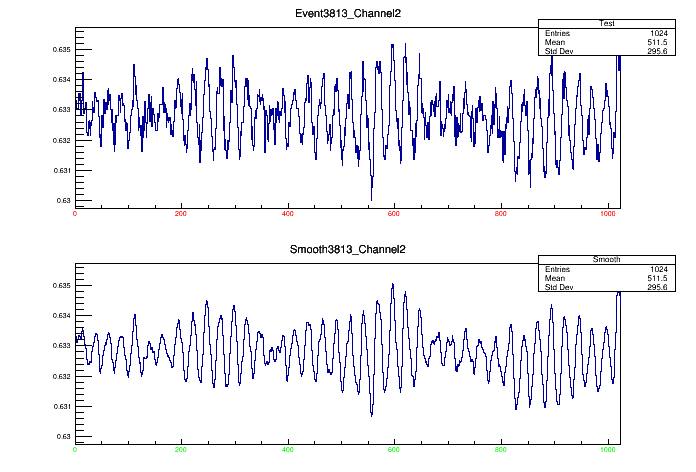 Event3813_Channel2
Test
Entries 1024
Mean 511.5
Std Dev 295.6
0.635
0.634
0.633
0.632
0.631
0.63
0 200 400 600 800 1000
Smooth3813_Channel2
Smooth
Entries 1024
Mean 511.5
Std Dev 295.6
0.635
0.634
0.633
0.632
0.631
0.63
0 200 400 600 800 1000